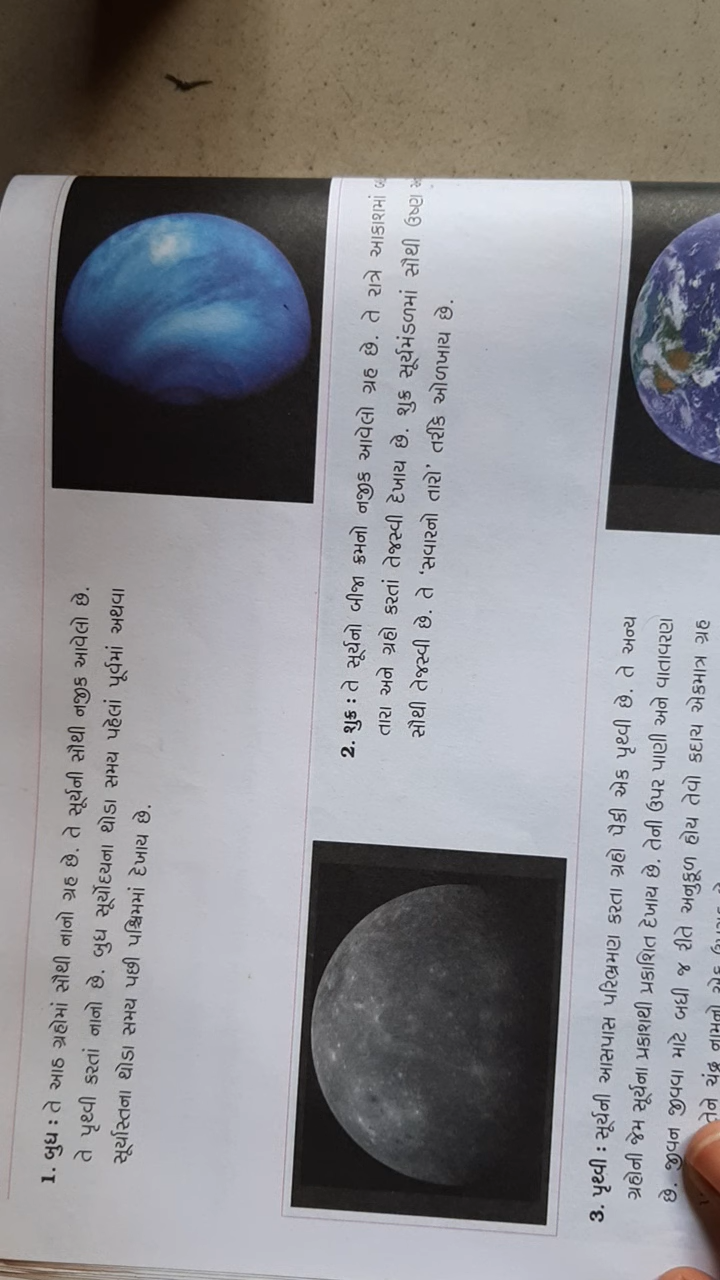 1. બુધ : તે આઠ ગ્રહોમાં સૌથી નાનો ગ્રહ છે. તે સૂર્યની સૌથી નજીક આવેલો છે.
તે પૃથ્વી કરતાં નાનો છે. બુધ સૂર્યોદયના થોડા સમય પહેલાં પૂર્વમાં અથવા
સૂર્યાસ્તના થોડા સમય પછી પશ્ચિમમાં દેખાય છે.
2. શુક્ર : તે સૂર્યનો બીજા ક્રમનો નજીક આવેલો ગ્રહ છે. તે રાત્રે આકાશમાં
તારા અને ગ્રહો કરતાં તેજસ્વી દેખાય છે. શુક્ર સૂર્યમંડળમાં સૌથી ઉષ્ણ
સૌથી તેજસ્વી છે. તે ‘સવારનો તારો’ તરીકે ઓળખાય છે.
3. પૃથ્વી : સૂર્યની આસપાસ પરિક્રમણ કરતા ગ્રહો પૈકી એક પૃથ્વી છે. તે અન્ય
ગ્રહોની જેમ સૂર્યના પ્રકાશથી પ્રકાશિત દેખાય છે. તેની ઉપર પાણી અને વાતાવરણ
છે. જીવન જીવવા માટે બધી જ રીતે અનુકૂળ હોય તેવો કદાચ એકમાત્ર ગ્રહ
તેને ચંદ્ર નામનો એક